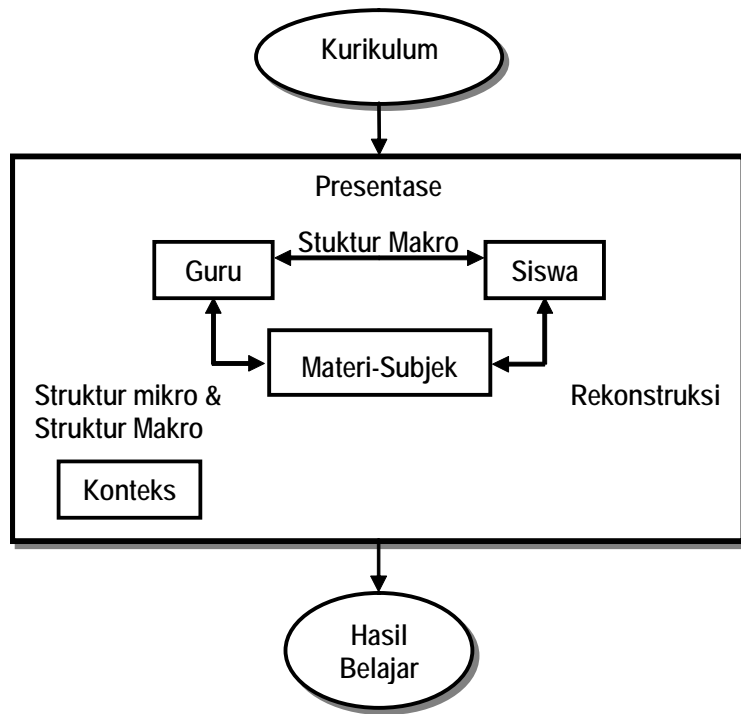 Kurikulum
Presentase
Stuktur Makro
Guru
Siswa
Materi-Subjek
Struktur mikro &
Struktur Makro
Rekonstruksi
Konteks
Hasil
Belajar